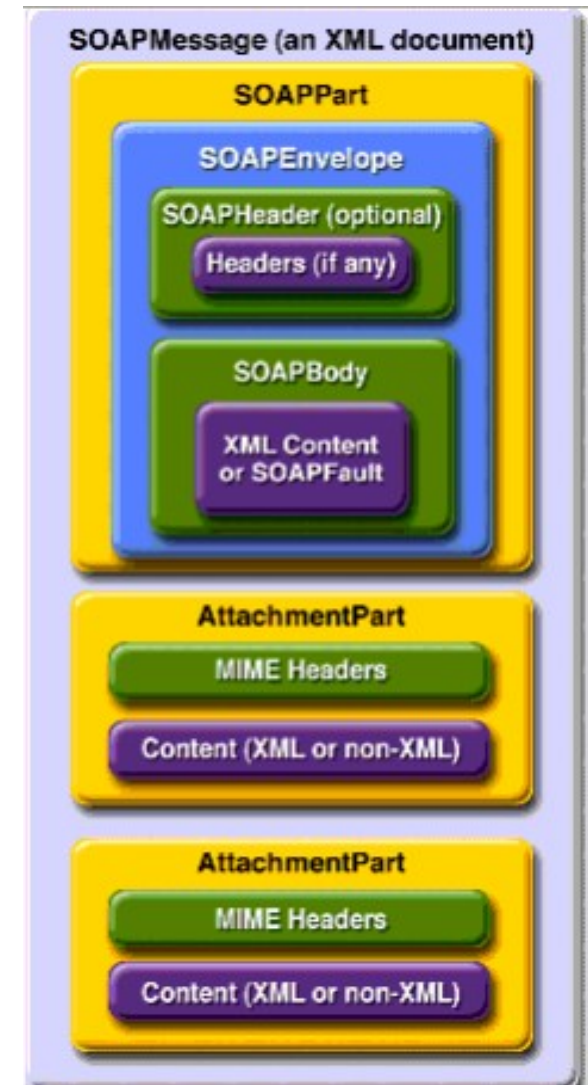 SOAPMessage (an XML document)
SOAPPart
SOAPEnvelope
SOAPHeader (optional)
Headers (if any)
SOAPBody
XML Content
or SOAPFault
AttachmentPart
MIME Headers
Content (XML or non-XML)
AttachmentPart
MIME Headers
Content (XML or non-XML)